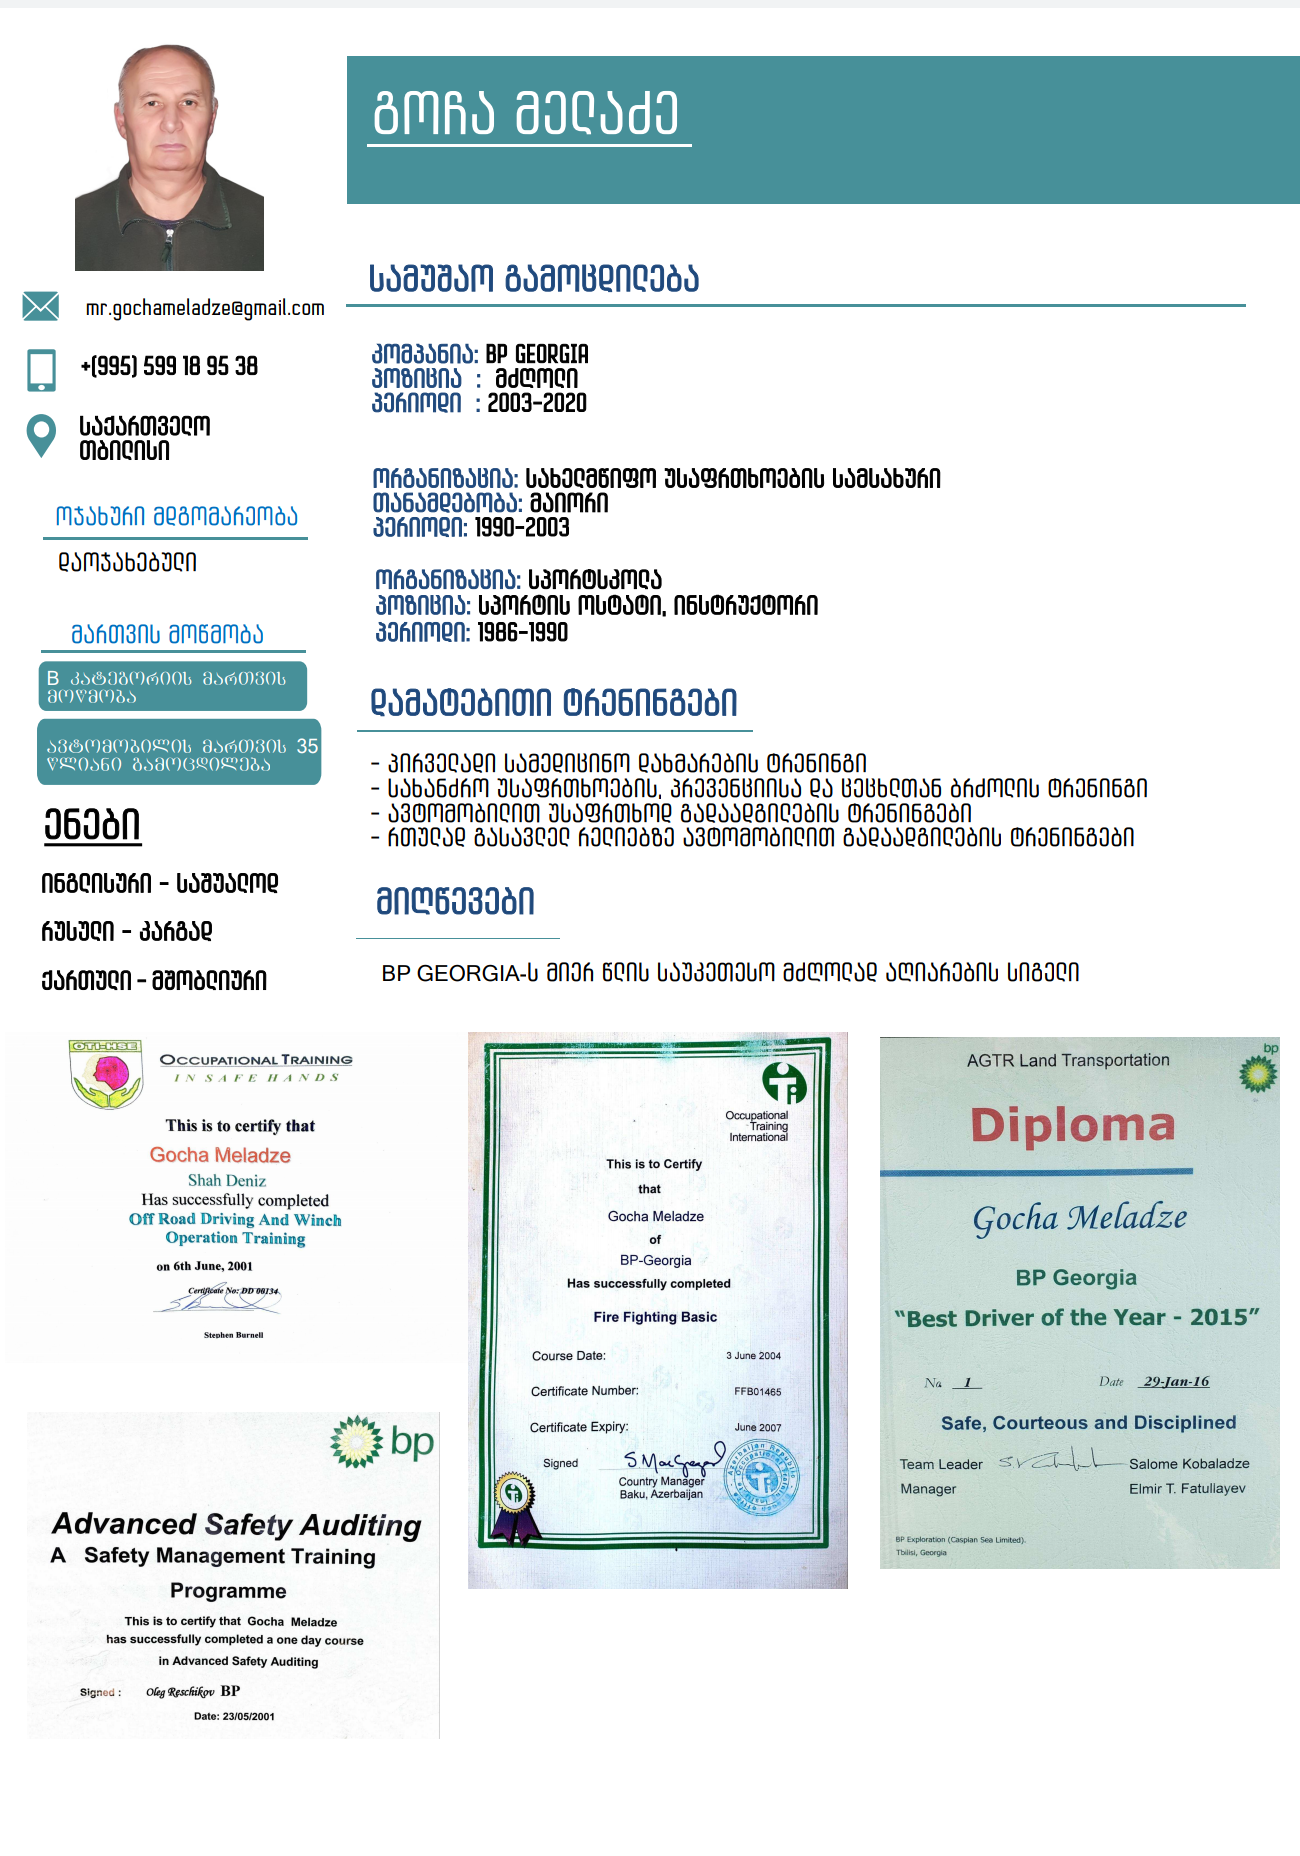 გოჩა მელაძე
mr.gochameladze@gmail.com
+(995) 599 18 95 38
საქართველო
თბილისი
ოჯახური მდგომარეობა
დაოჯახებული
მართვის მოწმობა
B კატეგორიის მართვის
მოწმობა
ავტომობილის მართვის 35
წლიანი გამოცდილება
ენები
ინგლისური - საშუალოდ
რუსული - კარგად
ქართული - მშობლიური
სამუშაო გამოცდილება
კომპანია: BP GEORGIA
პოზიცია : მძღოლი
პერიოდი : 2003-2020
ორგანიზაცია: სახელმწიფო უსაფრთხოების სამსახური
თანამდებობა: მაიორი
პერიოდი: 1990-2003
ორგანიზაცია: სპორტსკოლა
პოზიცია: სპორტის ოსტატი, ინსტრუქტორი
პერიოდი: 1986-1990
დამატებითი ტრენინგები
- პირველადი სამედიცინო დახმარების ტრენინგი
- სახანძრო უსაფრთხოების, პრევენციისა და ცეცხლთან ბრძოლის ტრენინგი
- ავტომობილით უსაფრთხოდ გადაადგილების ტრენინგები
- რთულად გასავლელ რელიებზე ავტომობილით გადაადგილების ტრენინგები
მიღწევები
BP GEORGIA-ს მიერ წლის საუკეთესო მძღოლად აღიარების სიგელი
OTI-HSE
OCCUPATIONAL TRAINING
IN SAFE HANDS
This is to certify that
Gocha Meladze
Shah Deniz
Has successfully completed
Off Road Driving And Winch
Operation Training
on 6th June, 2001
Certificate No: DD 00134
Stephen Burnell
bp
Advanced Safety Auditing
A Safety Management Training
Programme
This is to certify that Gocha Meladze
has successfully completed a one day course
in Advanced Safety Auditing
Signed : Oleg Reschikov BP
Date: 23/05/2001
Occupational
Training
International
This is to Certify
that
Gocha Meladze
of
BP-Georgia
Has successfully completed
Fire Fighting Basic
Course Date: 3 June 2004
Certificate Number: FFB01465
Certificate Expiry: June 2007
Signed
Country Manager
Baku, Azerbaijan
bp
AGTR Land Transportation
Diploma
Gocha Meladze
BP Georgia
“Best Driver of the Year - 2015”
No. 1 Date 29-Jan-16
Safe, Courteous and Disciplined
Team Leader Salome Kobaladze
Manager Elmir T. Fatullayev
BP Exploration (Caspian Sea Limited).
Tbilisi, Georgia